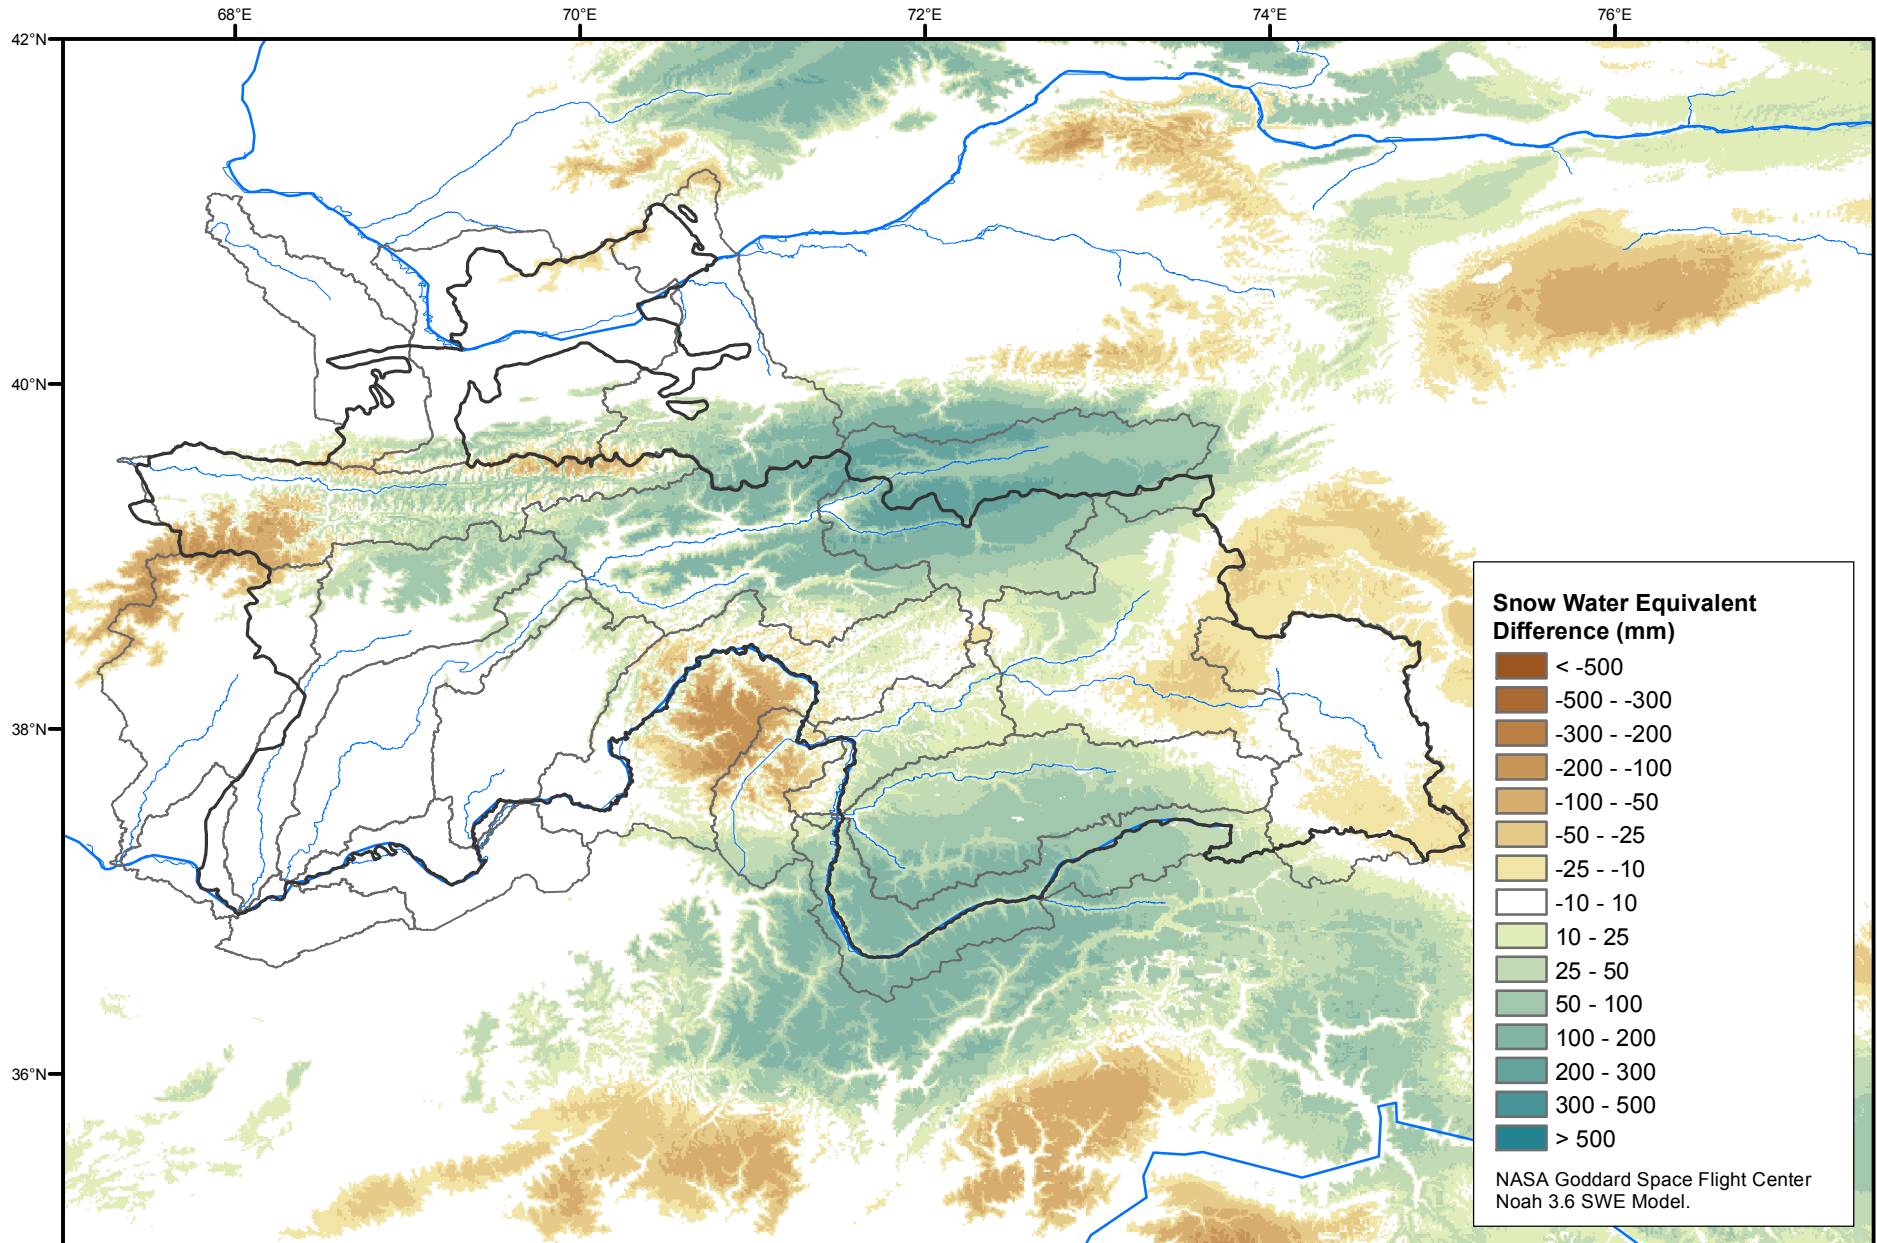 68°E 70°E 72°E 74°E 76°E
42°N
40°N
38°N
36°N
Snow Water Equivalent
Difference (mm)
< -500
-500 - -300
-300 - -200
-200 - -100
-100 - -50
-50 - -25
-25 - -10
-10 - 10
10 - 25
25 - 50
50 - 100
100 - 200
200 - 300
300 - 500
> 500
NASA Goddard Space Flight Center
Noah 3.6 SWE Model.